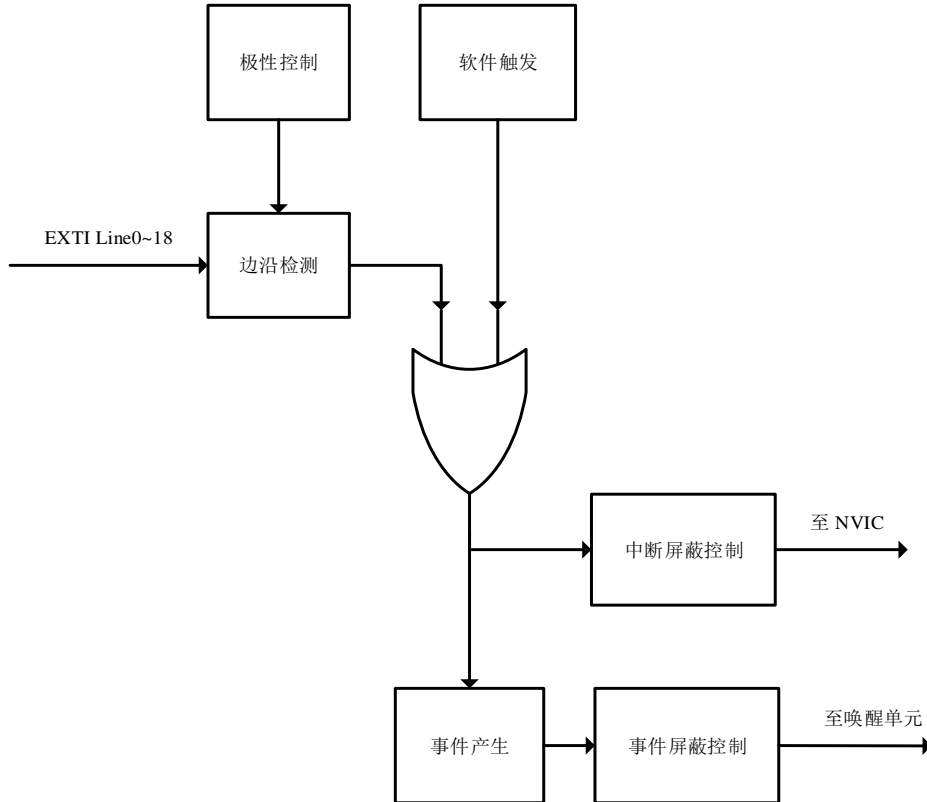 极性控制
软件触发
EXTI Line0~18
边沿检测
至 NVIC
中断屏蔽控制
至唤醒单元
事件产生
事件屏蔽控制